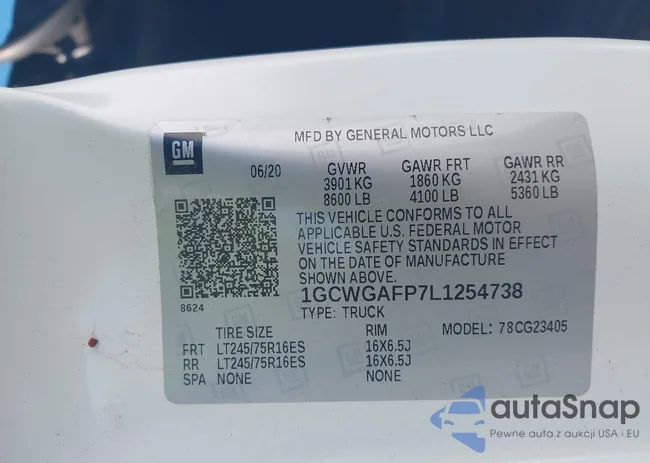 MFD BY GENERAL MOTORS LLC
GM
06/20 GVWR GAWR FRT GAWR RR
3901 KG 1860 KG 2431 KG
8600 LB 4100 LB 5360 LB
THIS VEHICLE CONFORMS TO ALL
APPLICABLE U.S. FEDERAL MOTOR
VEHICLE SAFETY STANDARDS IN EFFECT
ON THE DATE OF MANUFACTURE
SHOWN ABOVE.
8624
1GCWGAFP7L1254738
TYPE: TRUCK
TIRE SIZE RIM MODEL: 78CG23405
FRT LT245/75R16ES 16X6.5J
RR LT245/75R16ES 16X6.5J
SPA NONE NONE
autaSnap
Pewne auta z aukcji USA i EU